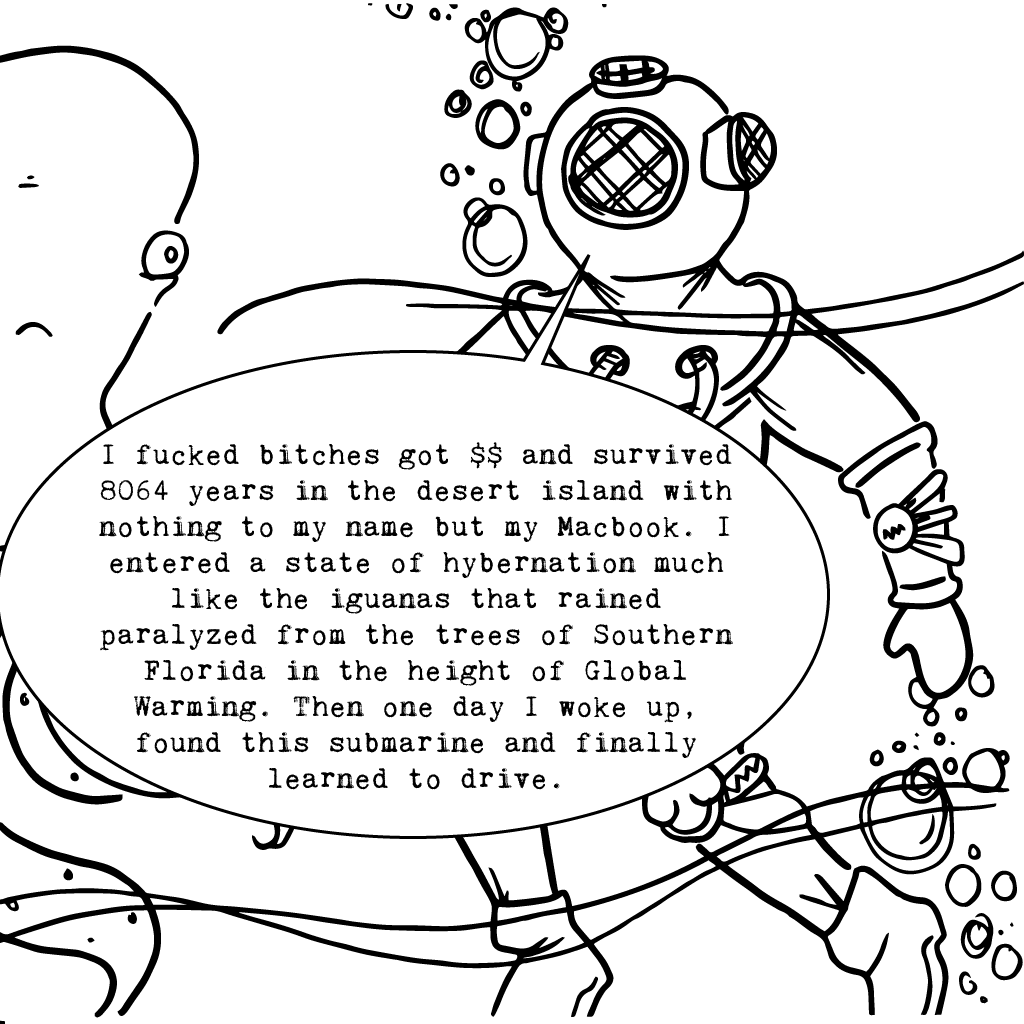 I fucked bitches got $$ and survived
8064 years in the desert island with
nothing to my name but my Macbook. I
entered a state of hybernation much
like the iguanas that rained
paralyzed from the trees of Southern
Florida in the height of Global
Warming. Then one day I woke up,
found this submarine and finally
learned to drive.